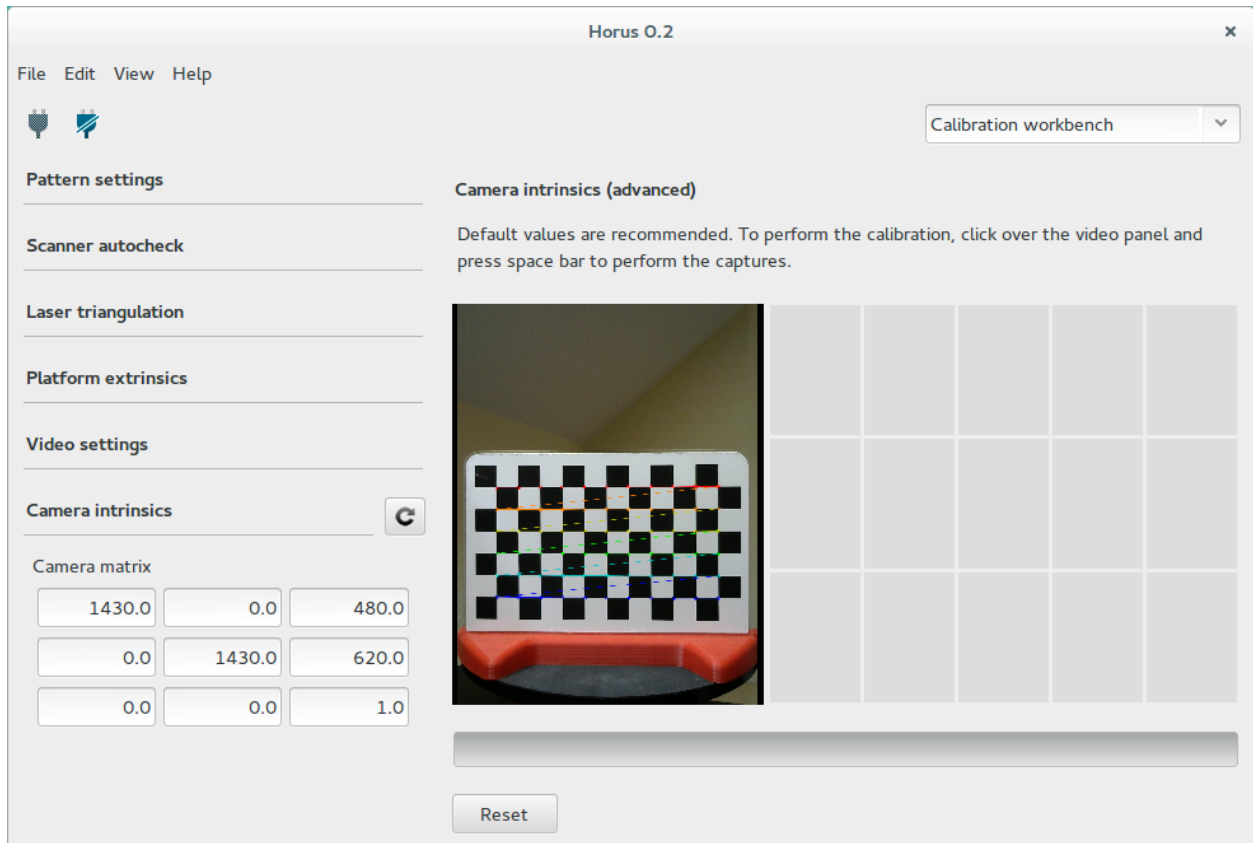 Horus 0.2
File Edit View Help
Calibration workbench
Pattern settings
Scanner autocheck
Laser triangulation
Platform extrinsics
Video settings
Camera intrinsics
Camera matrix
1430.0 0.0 480.0
0.0 1430.0 620.0
0.0 0.0 1.0
Camera intrinsics (advanced)
Default values are recommended. To perform the calibration, click over the video panel and
press space bar to perform the captures.
Reset